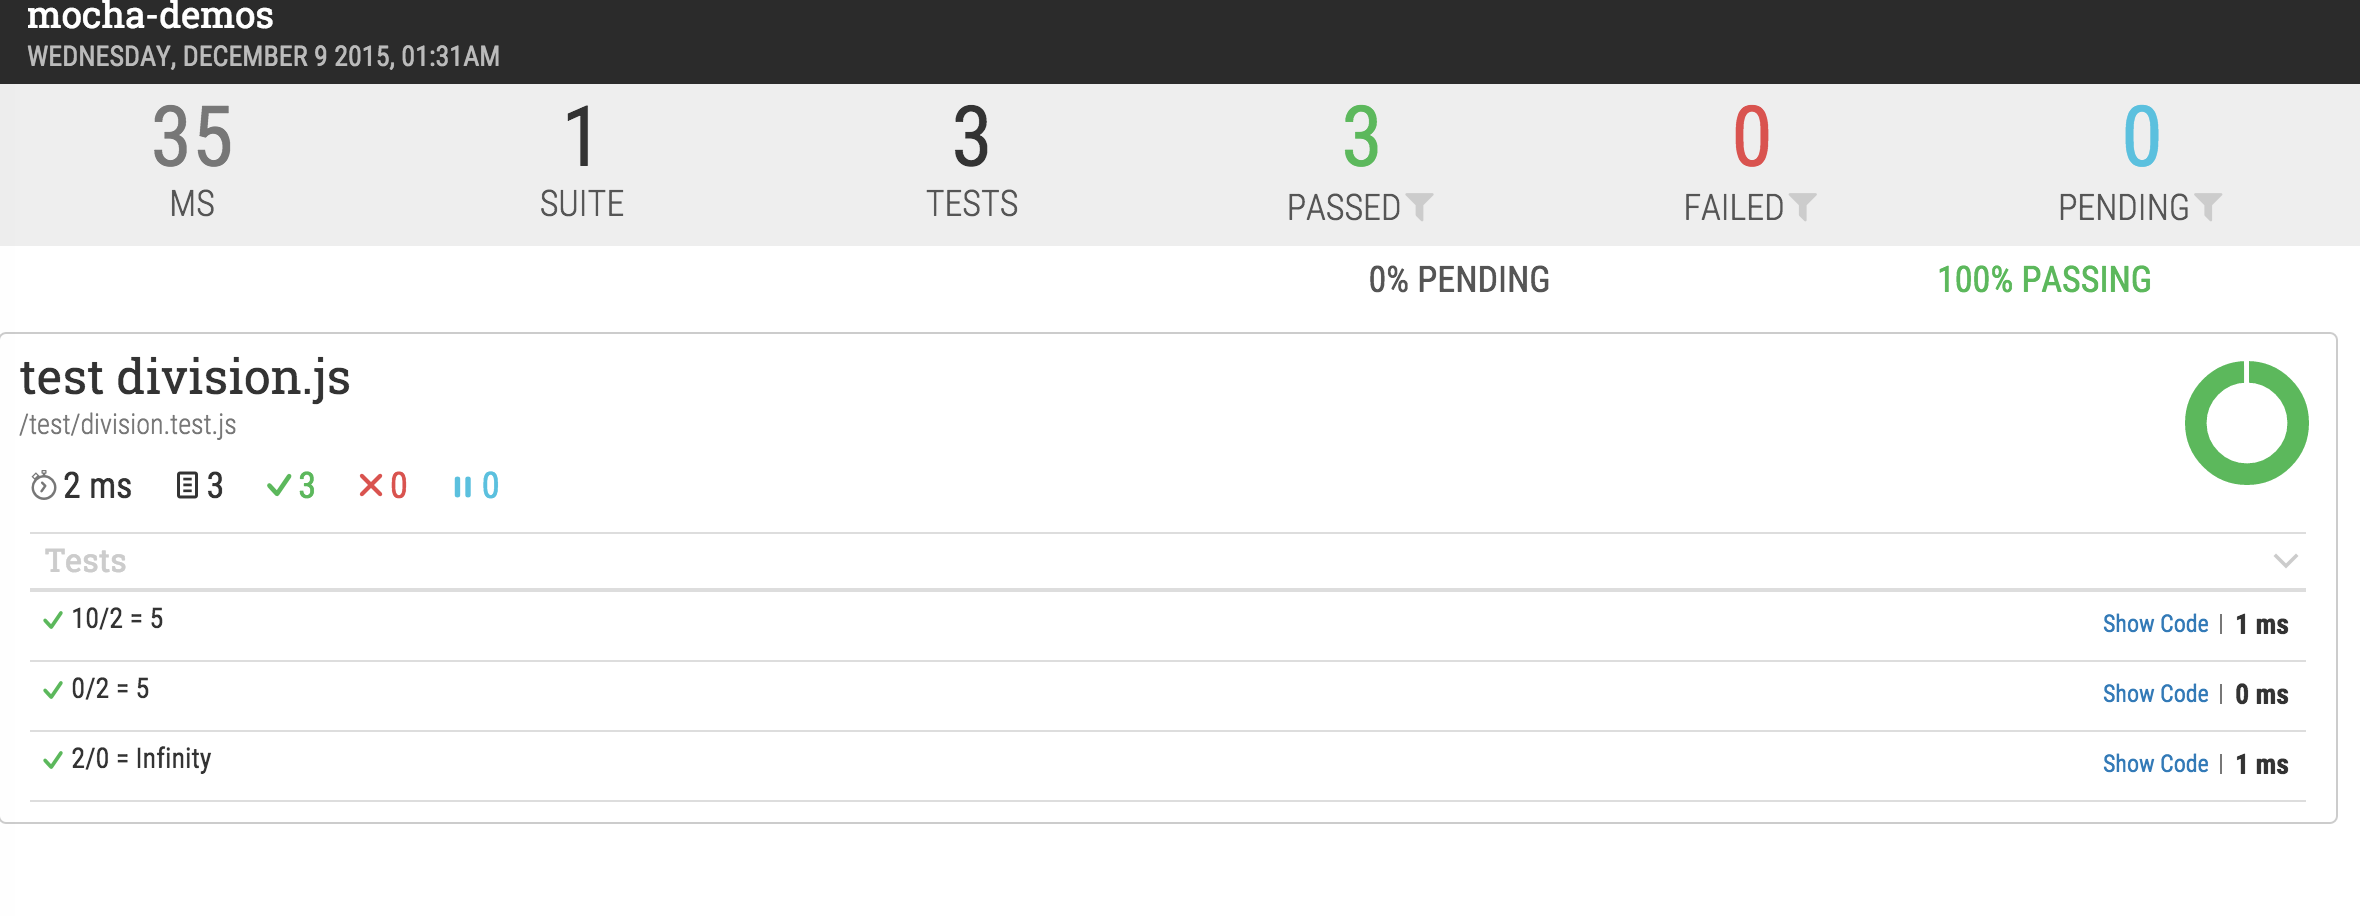 mocha-demos
WEDNESDAY, DECEMBER 9 2015, 01:31AM
35 1 3 3 0 0
MS SUITE TESTS PASSED FAILED PENDING
0% PENDING 100% PASSING
test division.js
/test/division.test.js
2 ms 3 3 0 0
Tests
10/2 = 5 Show Code | 1 ms
0/2 = 5 Show Code | 0 ms
2/0 = Infinity Show Code | 1 ms